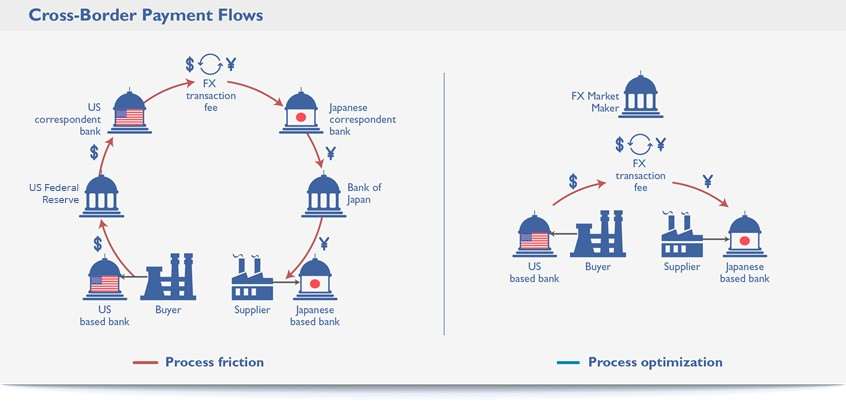 Cross-Border Payment Flows
$ ¥
FX
transaction
fee
US
correspondent
bank
Japanese
correspondent
bank
$
¥
US Federal
Reserve
Bank of
Japan
$
¥
US
based bank
Buyer
Supplier
Japanese
based bank
Process friction
FX Market
Maker
$ ¥
FX
transaction
fee
$
¥
US
based bank
Buyer
Supplier
Japanese
based bank
Process optimization